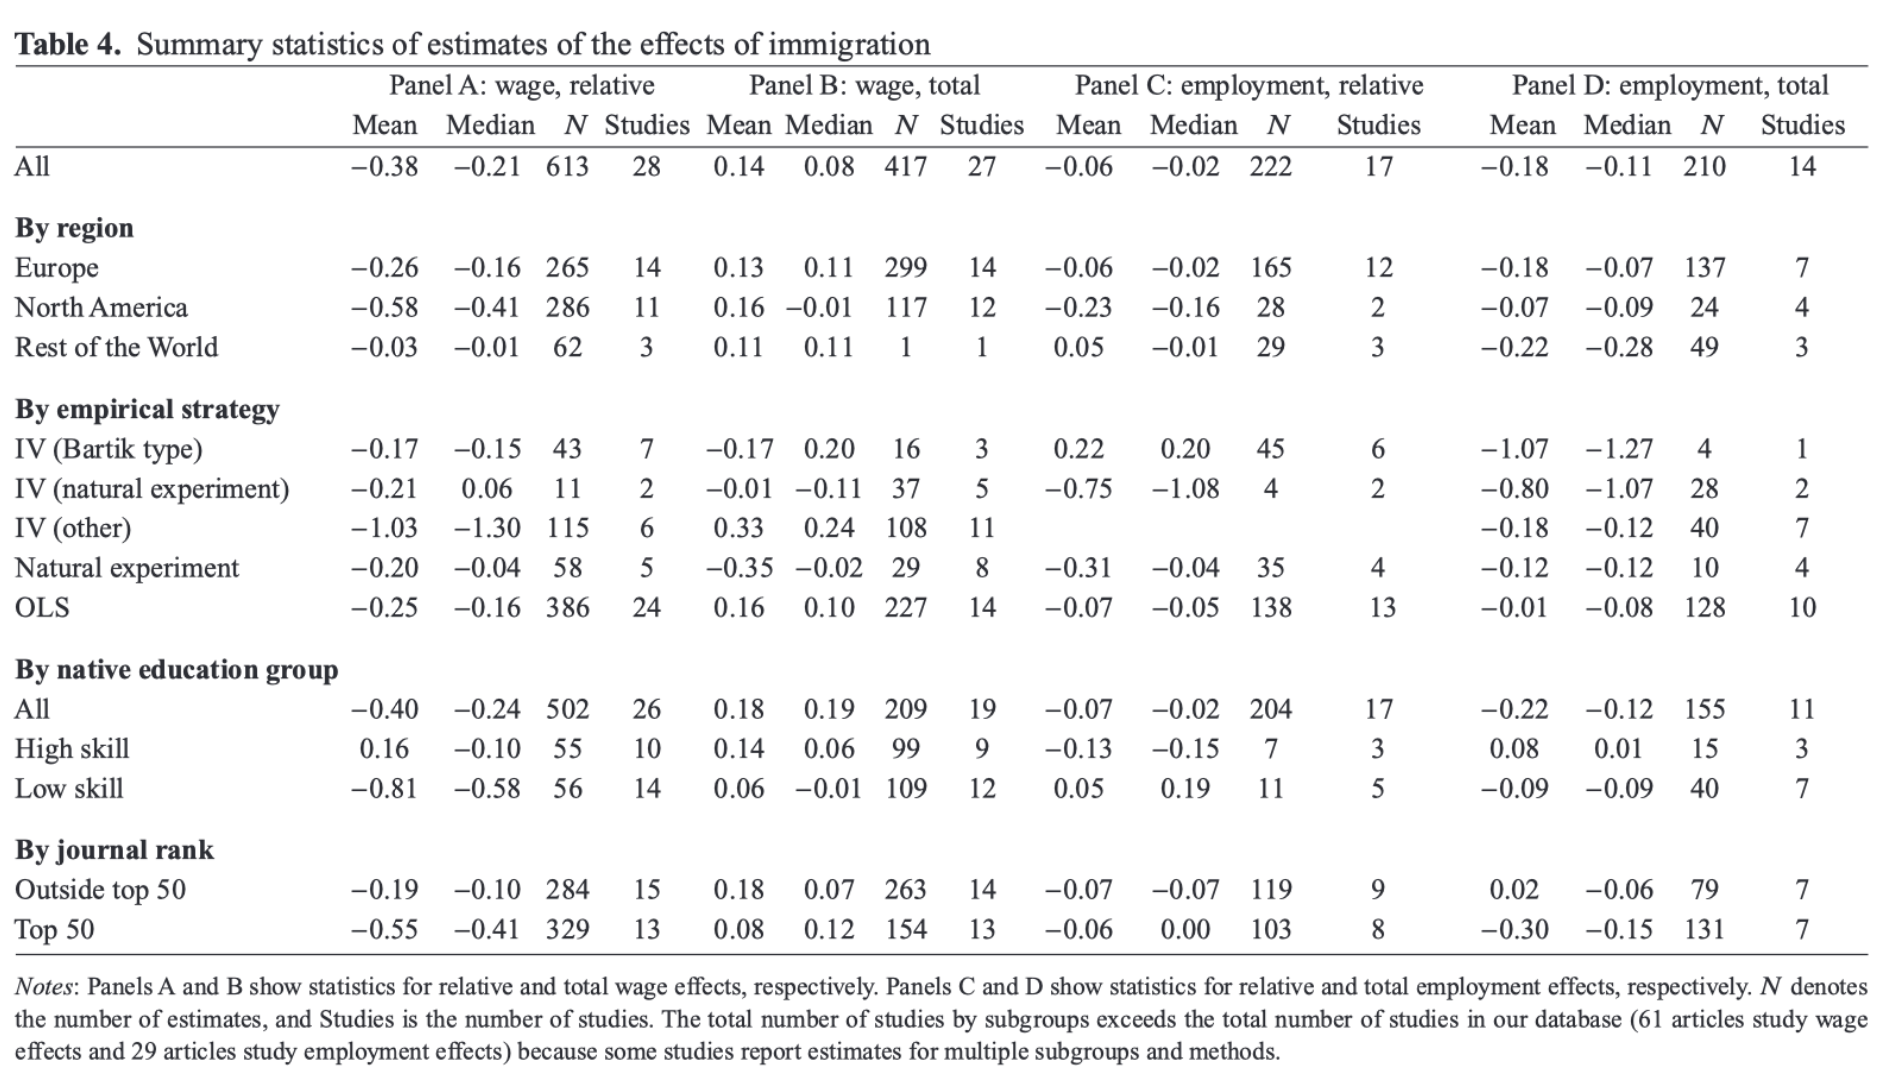 Table 4. Summary statistics of estimates of the effects of immigration
Panel A: wage, relative Panel B: wage, total Panel C: employment, relative Panel D: employment, total
Mean Median N Studies Mean Median N Studies Mean Median N Studies Mean Median N Studies
All −0.38 −0.21 613 28 0.14 0.08 417 27 −0.06 −0.02 222 17 −0.18 −0.11 210 14
By region
Europe −0.26 −0.16 265 14 0.13 0.11 299 14 −0.06 −0.02 165 12 −0.18 −0.07 137 7
North America −0.58 −0.41 286 11 0.16 −0.01 117 12 −0.23 −0.16 28 2 −0.07 −0.09 24 4
Rest of the World −0.03 −0.01 62 3 0.11 0.11 1 1 0.05 −0.01 29 3 −0.22 −0.28 49 3
By empirical strategy
IV (Bartik type) −0.17 −0.15 43 7 −0.17 0.20 16 3 0.22 0.20 45 6 −1.07 −1.27 4 1
IV (natural experiment) −0.21 0.06 11 2 −0.01 −0.11 37 5 −0.75 −1.08 4 2 −0.80 −1.07 28 2
IV (other) −1.03 −1.30 115 6 0.33 0.24 108 11 −0.18 −0.12 40 7
Natural experiment −0.20 −0.04 58 5 −0.35 −0.02 29 8 −0.31 −0.04 35 4 −0.12 −0.12 10 4
OLS −0.25 −0.16 386 24 0.16 0.10 227 14 −0.07 −0.05 138 13 −0.01 −0.08 128 10
By native education group
All −0.40 −0.24 502 26 0.18 0.19 209 19 −0.07 −0.02 204 17 −0.22 −0.12 155 11
High skill 0.16 −0.10 55 10 0.14 0.06 99 9 −0.13 −0.15 7 3 0.08 0.01 15 3
Low skill −0.81 −0.58 56 14 0.06 −0.01 109 12 0.05 0.19 11 5 −0.09 −0.09 40 7
By journal rank
Outside top 50 −0.19 −0.10 284 15 0.18 0.07 263 14 −0.07 −0.07 119 9 0.02 −0.06 79 7
Top 50 −0.55 −0.41 329 13 0.08 0.12 154 13 −0.06 0.00 103 8 −0.30 −0.15 131 7
Notes: Panels A and B show statistics for relative and total wage effects, respectively. Panels C and D show statistics for relative and total employment effects, respectively. N denotes
the number of estimates, and Studies is the number of studies. The total number of studies by subgroups exceeds the total number of studies in our database (61 articles study wage
effects and 29 articles study employment effects) because some studies report estimates for multiple subgroups and methods.